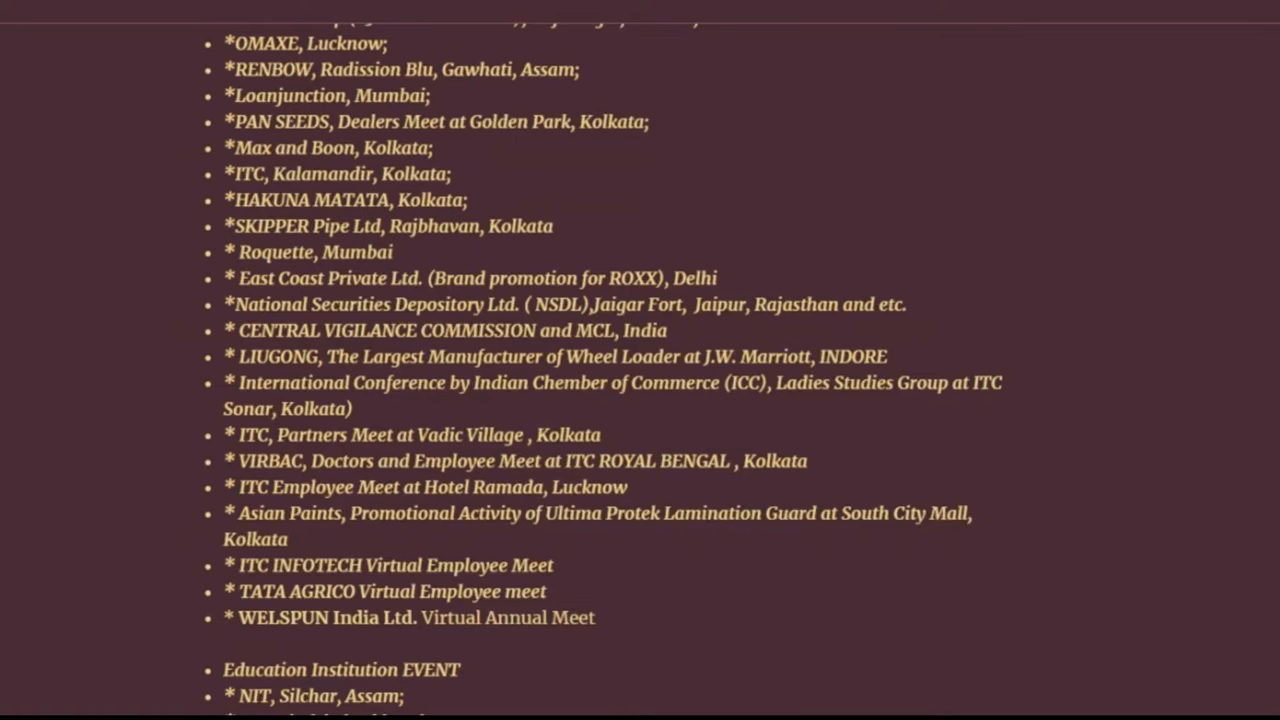 *OMAXE, Lucknow;
*RENBOW, Radission Blu, Gawhati, Assam;
*Loanjunction, Mumbai;
*PAN SEEDS, Dealers Meet at Golden Park, Kolkata;
*Max and Boon, Kolkata;
*ITC, Kalamandir, Kolkata;
*HAKUNA MATATA, Kolkata;
*SKIPPER Pipe Ltd, Rajbhavan, Kolkata
* Roquette, Mumbai
* East Coast Private Ltd. (Brand promotion for ROXX), Delhi
*National Securities Depository Ltd. ( NSDL),Jaigar Fort,  Jaipur, Rajasthan and etc.
* CENTRAL VIGILANCE COMMISSION and MCL, India
* LIUGONG, The Largest Manufacturer of Wheel Loader at J.W. Marriott, INDORE
* International Conference by Indian Chember of Commerce (ICC), Ladies Studies Group at ITC
Sonar, Kolkata)
* ITC, Partners Meet at Vadic Village , Kolkata
* VIRBAC, Doctors and Employee Meet at ITC ROYAL BENGAL , Kolkata
* ITC Employee Meet at Hotel Ramada, Lucknow
* Asian Paints, Promotional Activity of Ultima Protek Lamination Guard at South City Mall,
Kolkata
* ITC INFOTECH Virtual Employee Meet
* TATA AGRICO Virtual Employee meet
* WELSPUN India Ltd. Virtual Annual Meet
Education Institution EVENT
* NIT, Silchar, Assam;